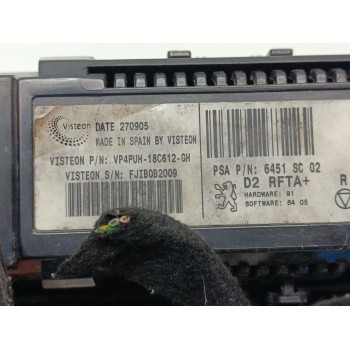 Visteon DATE 270905
MADE IN SPAIN BY VISTEON
VISTEON P/N: VP4PUH-18C612-GH
VISTEON S/N: FJIB0B2009
PSA P/N: 6451 SC 02
D2 RFTA+
HARDWARE: 91
SOFTWARE: 64 05
R